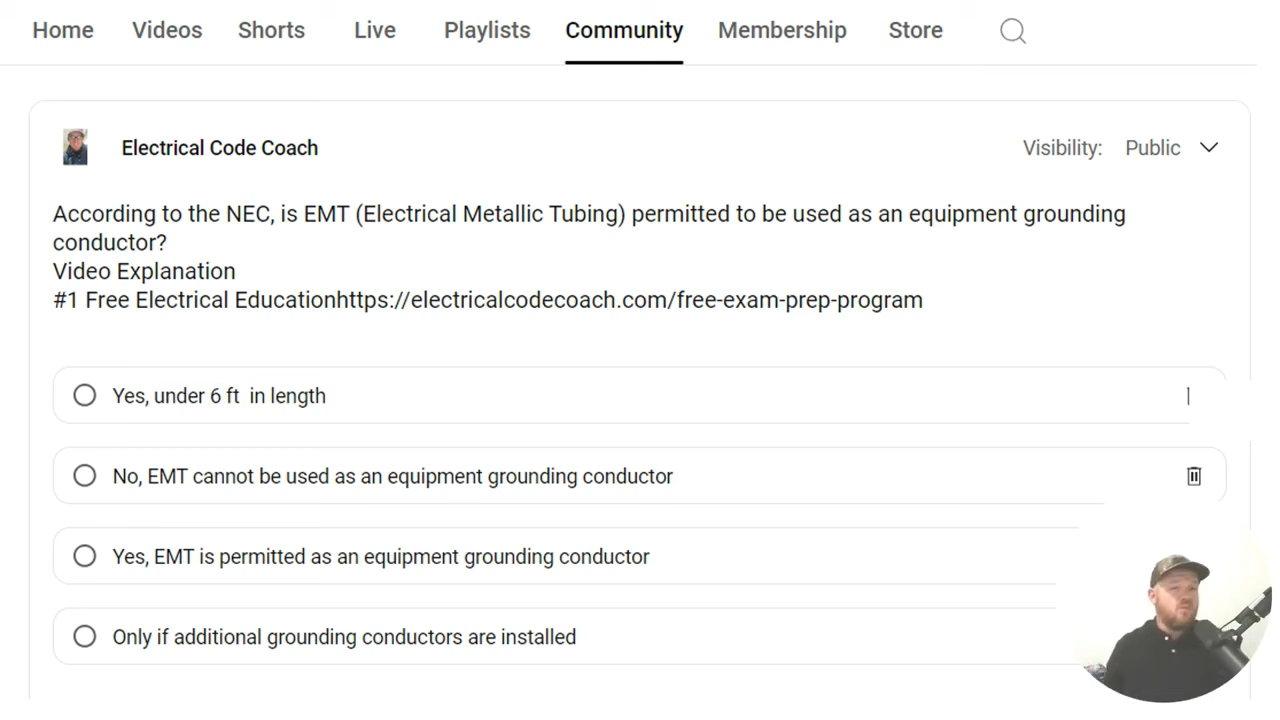 Home Videos Shorts Live Playlists Community Membership Store
Electrical Code Coach Visibility: Public
According to the NEC, is EMT (Electrical Metallic Tubing) permitted to be used as an equipment grounding
conductor?
Video Explanation
#1 Free Electrical Educationhttps://electricalcodecoach.com/free-exam-prep-program
Yes, under 6 ft in length
No, EMT cannot be used as an equipment grounding conductor
Yes, EMT is permitted as an equipment grounding conductor
Only if additional grounding conductors are installed